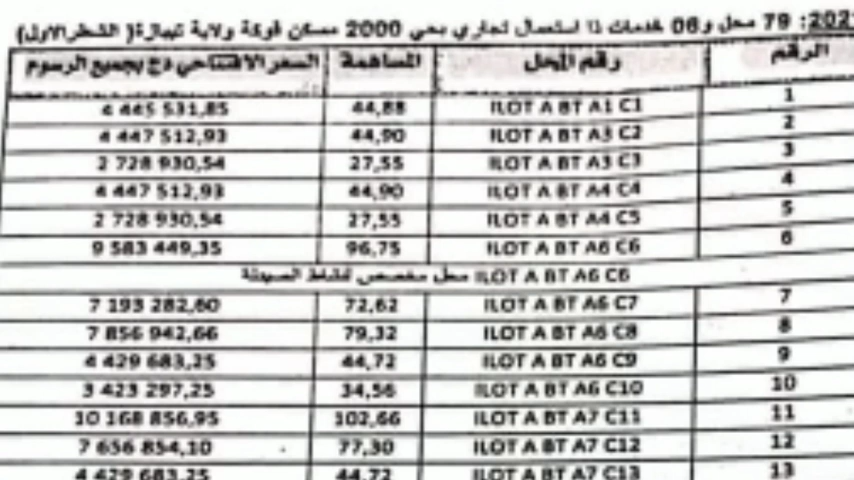 2021: 79 محل و06 خدمات ذا استعمال تجاري بحي 2000 مسكن فوكة ولاية تيبازة( الشطر الاول)
الرقم رقم المحل المساحة السعر الافتتاحي دج بجميع الرسوم
1 ILOT A BT A1 C1 44,88 4 445 531,85
2 ILOT A BT A3 C2 44,90 4 447 512,93
3 ILOT A BT A3 C3 27,55 2 728 930,54
4 ILOT A BT A4 C4 44,90 4 447 512,93
5 ILOT A BT A4 C5 27,55 2 728 930,54
6 ILOT A BT A6 C6 96,75 9 583 449,35
ILOT A BT A6 C6 محل مخصص لنشاط الصيدلة
7 ILOT A BT A6 C7 72,62 7 193 282,60
8 ILOT A BT A6 C8 79,32 7 856 942,66
9 ILOT A BT A6 C9 44,72 4 429 683,25
10 ILOT A BT A6 C10 34,56 3 423 297,25
11 ILOT A BT A7 C11 102,66 10 168 856,95
12 ILOT A BT A7 C12 77,30 7 656 854,10
13 ILOT A BT A7 C13 44,72 4 429 683,25